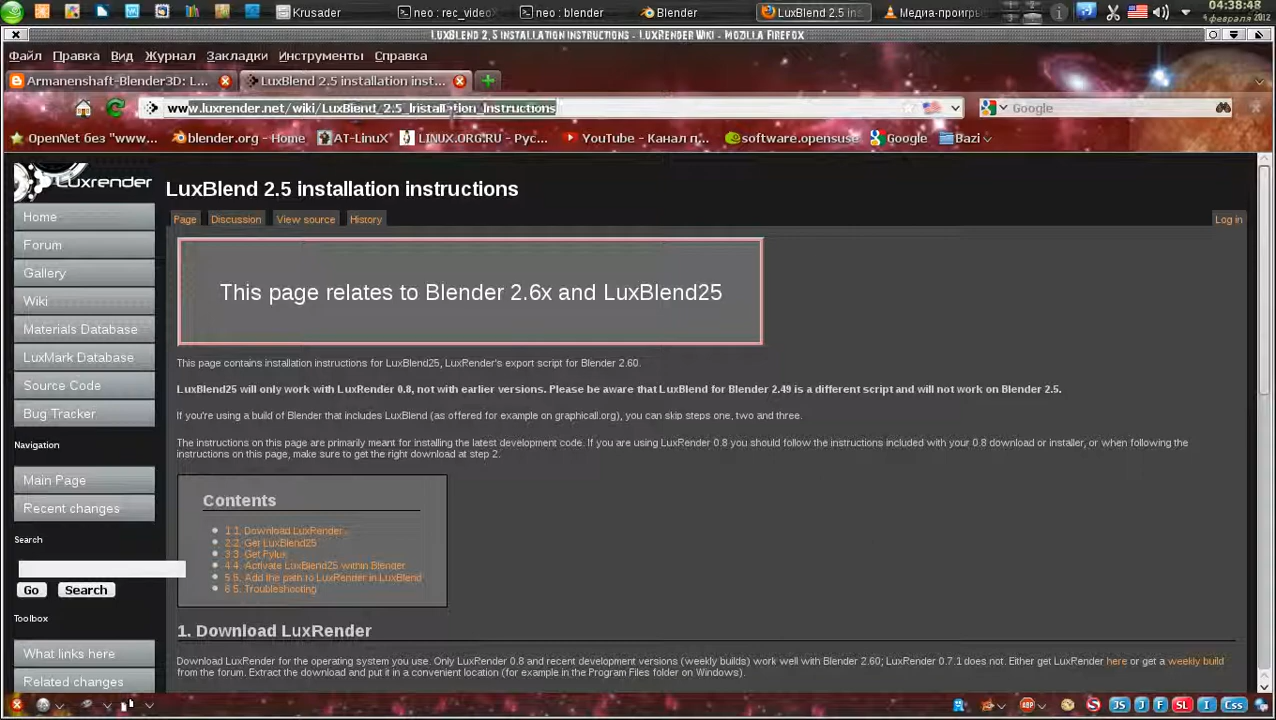 Krusader
neo : rec_video
neo : blender
Blender
LuxBlend 2.5 ins
Медиа-проигры
04:38:48
4 февраля 2012
LuxBlend 2.5 installation instructions - LuxRender Wiki - Mozilla Firefox
Файл Правка Вид Журнал Закладки Инструменты Справка
Armanenshaft-Blender3D: L...
LuxBlend 2.5 installation inst...
www.luxrender.net/wiki/LuxBlend_2.5_installation_instructions
Google
OpenNet без "www...
blender.org - Home
AT-LinuX
LINUX.ORG.RU - Рус...
YouTube - Канал п...
software.opensuse
Google
Bazi
Luxrender
Home
Forum
Gallery
Wiki
Materials Database
LuxMark Database
Source Code
Bug Tracker
Navigation
Main Page
Recent changes
Search
Go Search
Toolbox
What links here
Related changes
LuxBlend 2.5 installation instructions
Page Discussion View source History Log in
This page relates to Blender 2.6x and LuxBlend25
This page contains installation instructions for LuxBlend25, LuxRender's export script for Blender 2.60.
LuxBlend25 will only work with LuxRender 0.8, not with earlier versions. Please be aware that LuxBlend for Blender 2.49 is a different script and will not work on Blender 2.5.
If you're using a build of Blender that includes LuxBlend (as offered for example on graphicall.org), you can skip steps one, two and three.
The instructions on this page are primarily meant for installing the latest development code. If you are using LuxRender 0.8 you should follow the instructions included with your 0.8 download or installer, or when following the
instructions on this page, make sure to get the right download at step 2.
Contents
1 1. Download LuxRender
2 2. Get LuxBlend25
3 3. Get Pylux
4 4. Activate LuxBlend25 within Blender
5 5. Add the path to LuxRender in LuxBlend
6 6. Troubleshooting
1. Download LuxRender
Download LuxRender for the operating system you use. Only LuxRender 0.8 and recent development versions (weekly builds) work well with Blender 2.60; LuxRender 0.7.1 does not. Either get LuxRender here or get a weekly build
from the forum. Extract the download and put it in a convenient location (for example in the Program Files folder on Windows).
ABP
S JS J F SL I Css